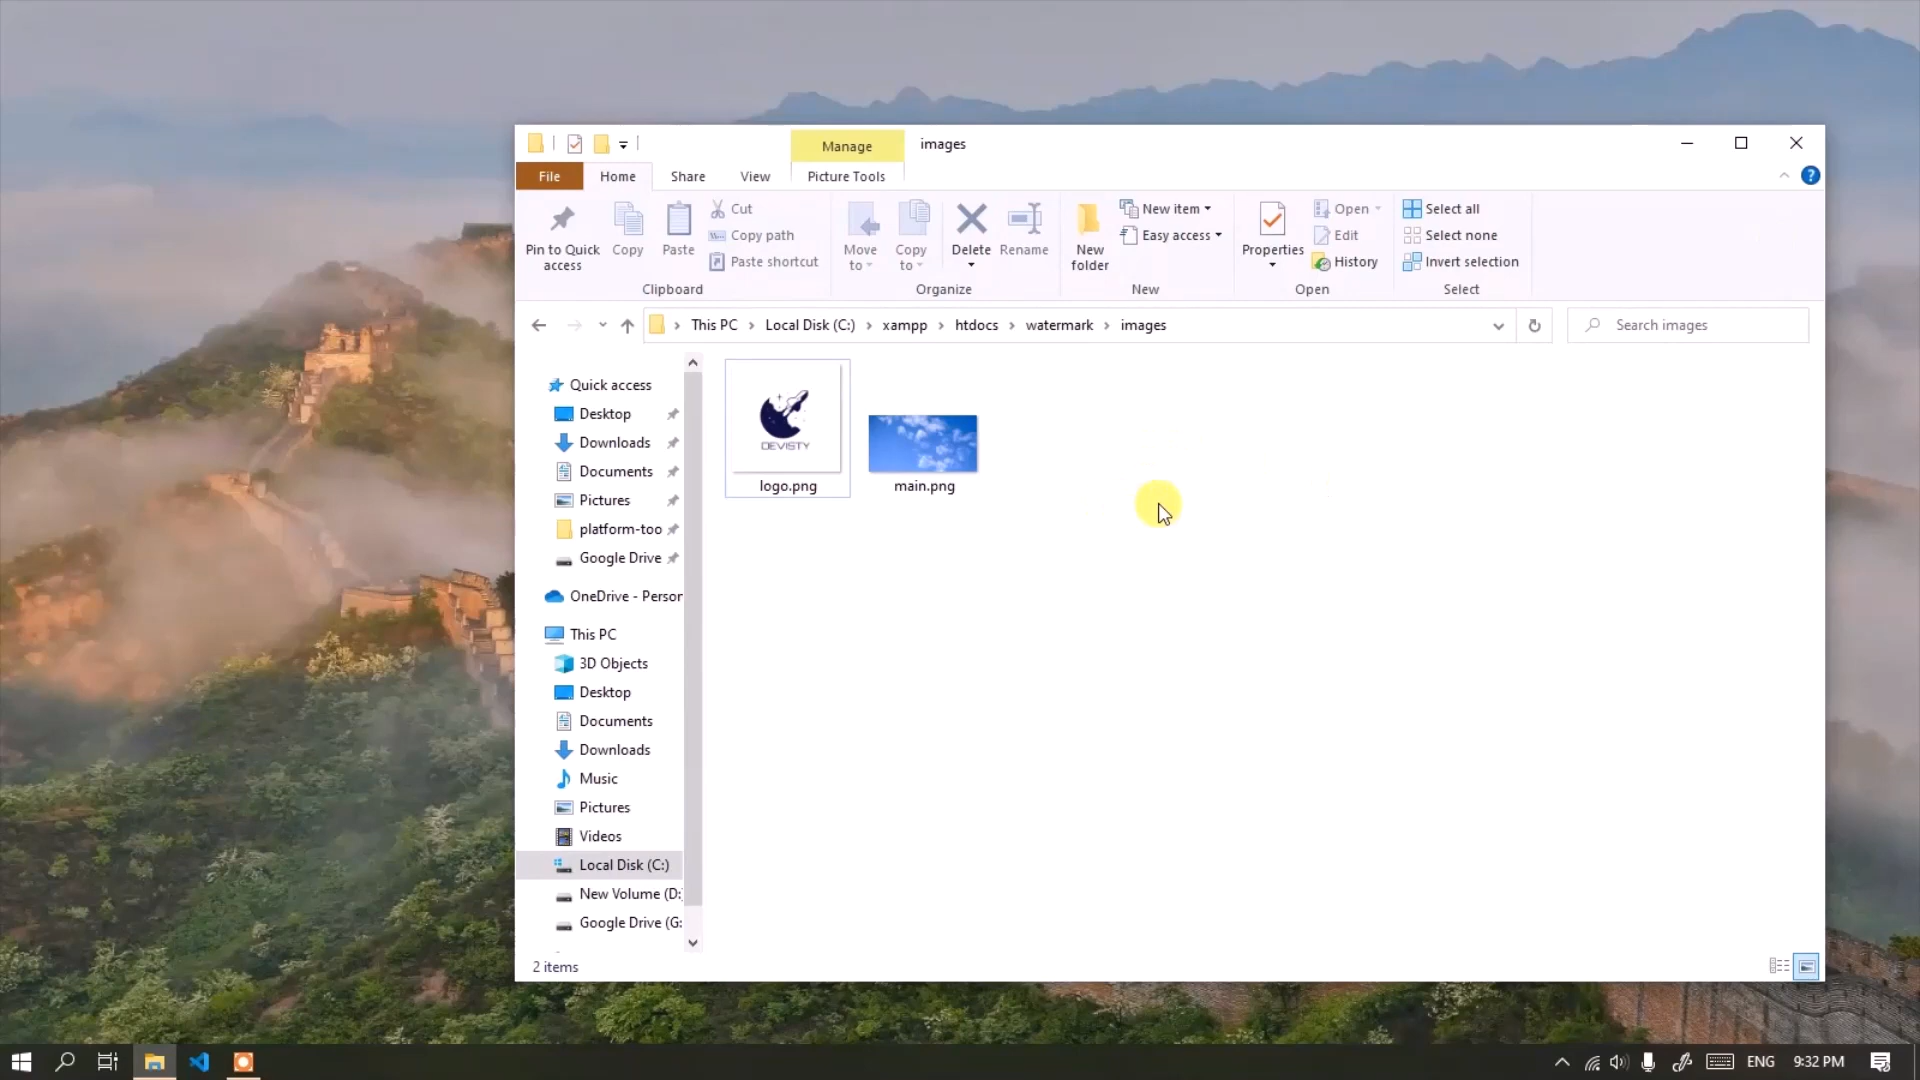 Manage
images
File
Home
Share
View
Picture Tools
Pin to Quick access
Copy
Paste
Cut
Copy path
Paste shortcut
Clipboard
Move to
Copy to
Delete
Rename
Organize
New folder
New item
Easy access
New
Properties
Open
Edit
History
Open
Select all
Select none
Invert selection
Select
This PC > Local Disk (C:) > xampp > htdocs > watermark > images
Search images
Quick access
Desktop
Downloads
Documents
Pictures
platform-too
Google Drive
OneDrive - Person
This PC
3D Objects
Desktop
Documents
Downloads
Music
Pictures
Videos
Local Disk (C:)
New Volume (D:
Google Drive (G:
DEVISTY
logo.png
main.png
2 items
ENG
9:32 PM